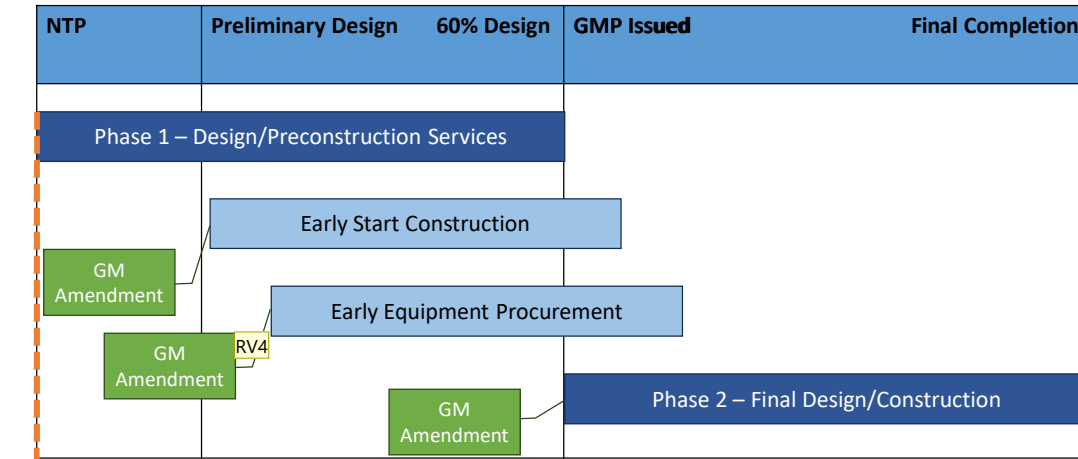 NTP
Preliminary Design
60% Design
GMP Issued
Final Completion
Phase 1 – Design/Preconstruction Services
Early Start Construction
GM
Amendment
Early Equipment Procurement
RV4
GM
Amendment
Phase 2 – Final Design/Construction
GM
Amendment